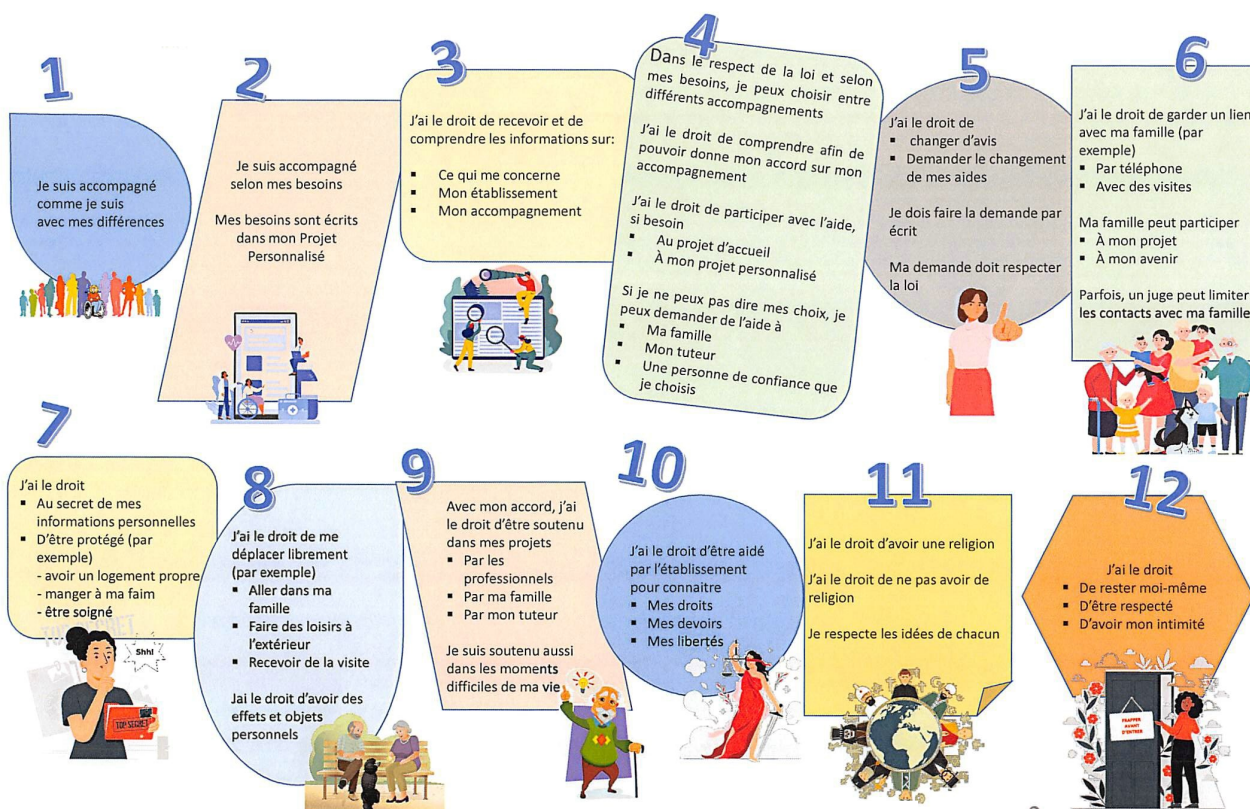 1
Je suis accompagné
comme je suis
avec mes différences
2
Je suis accompagné
selon mes besoins
Mes besoins sont écrits
dans mon Projet
Personnalisé
3
J'ai le droit de recevoir et de
comprendre les informations sur:
▪ Ce qui me concerne
▪ Mon établissement
▪ Mon accompagnement
4
Dans le respect de la loi et selon
mes besoins, je peux choisir entre
différents accompagnements
J'ai le droit de comprendre afin de
pouvoir donne mon accord sur mon
accompagnement
J'ai le droit de participer avec l'aide,
si besoin
▪ Au projet d'accueil
▪ À mon projet personnalisé
Si je ne peux pas dire mes choix, je
peux demander de l'aide à
▪ Ma famille
▪ Mon tuteur
▪ Une personne de confiance que
je choisis
5
J'ai le droit de
▪ changer d'avis
▪ Demander le changement
de mes aides
Je dois faire la demande par
écrit
Ma demande doit respecter
la loi
6
J'ai le droit de garder un lien
avec ma famille (par
exemple)
▪ Par téléphone
▪ Avec des visites
Ma famille peut participer
▪ À mon projet
▪ À mon avenir
Parfois, un juge peut limiter
les contacts avec ma famille
7
J'ai le droit
▪ Au secret de mes
informations personnelles
▪ D'être protégé (par
exemple)
- avoir un logement propre
- manger à ma faim
- être soigné
TOP SECRET
Shh!
TOP SECRET
8
J'ai le droit de me
déplacer librement
(par exemple)
▪ Aller dans ma
famille
▪ Faire des loisirs à
l'extérieur
▪ Recevoir de la visite
Jai le droit d'avoir des
effets et objets
personnels
9
Avec mon accord, j'ai
le droit d'être soutenu
dans mes projets
▪ Par les
professionnels
▪ Par ma famille
▪ Par mon tuteur
Je suis soutenu aussi
dans les moments
difficiles de ma vie
10
J'ai le droit d'être aidé
par l'établissement
pour connaitre
▪ Mes droits
▪ Mes devoirs
▪ Mes libertés
11
J'ai le droit d'avoir une religion
J'ai le droit de ne pas avoir de
religion
Je respecte les idées de chacun
12
J'ai le droit
▪ De rester moi-même
▪ D'être respecté
▪ D'avoir mon intimité
FRAPPER
AVANT
D'ENTRER